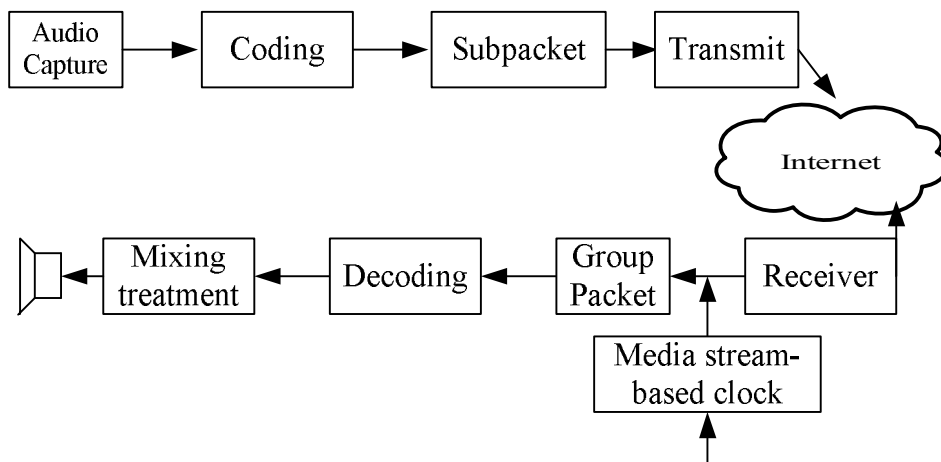 Audio
Capture
Coding
Subpacket
Transmit
Internet
Mixing
treatment
Decoding
Group
Packet
Receiver
Media stream-
based clock